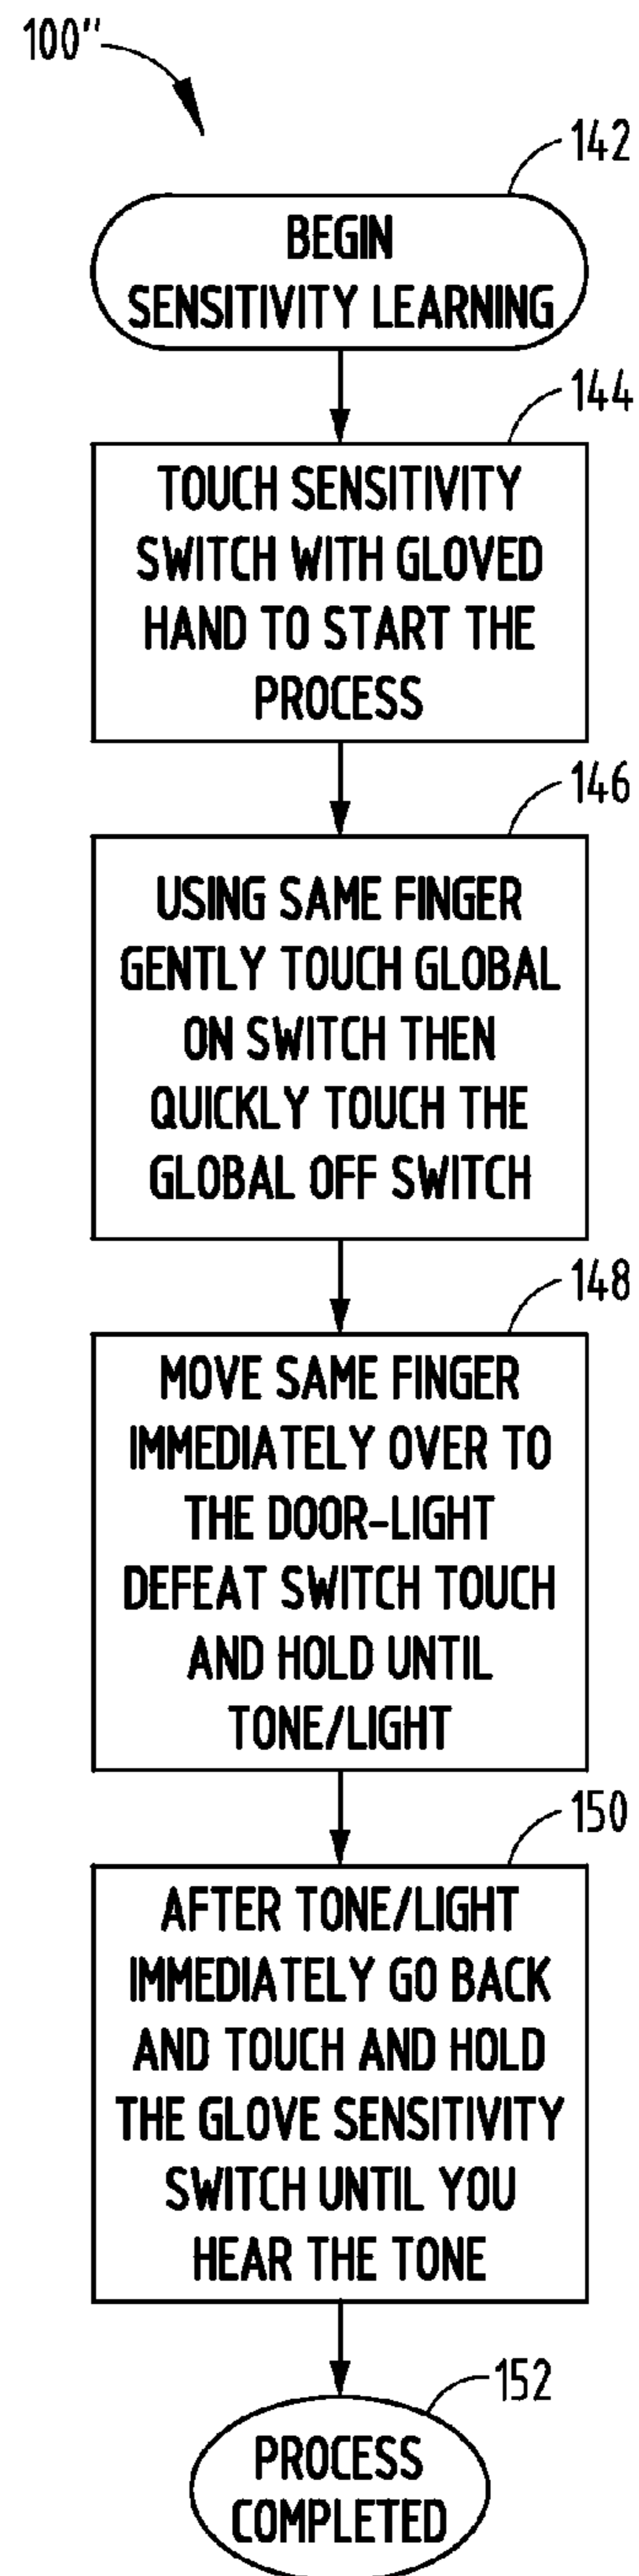 100"
142
BEGIN
SENSITIVITY LEARNING
144
TOUCH SENSITIVITY
SWITCH WITH GLOVED
HAND TO START THE
PROCESS
146
USING SAME FINGER
GENTLY TOUCH GLOBAL
ON SWITCH THEN
QUICKLY TOUCH THE
GLOBAL OFF SWITCH
148
MOVE SAME FINGER
IMMEDIATELY OVER TO
THE DOOR-LIGHT
DEFEAT SWITCH TOUCH
AND HOLD UNTIL
TONE/LIGHT
150
AFTER TONE/LIGHT
IMMEDIATELY GO BACK
AND TOUCH AND HOLD
THE GLOVE SENSITIVITY
SWITCH UNTIL YOU
HEAR THE TONE
152
PROCESS
COMPLETED